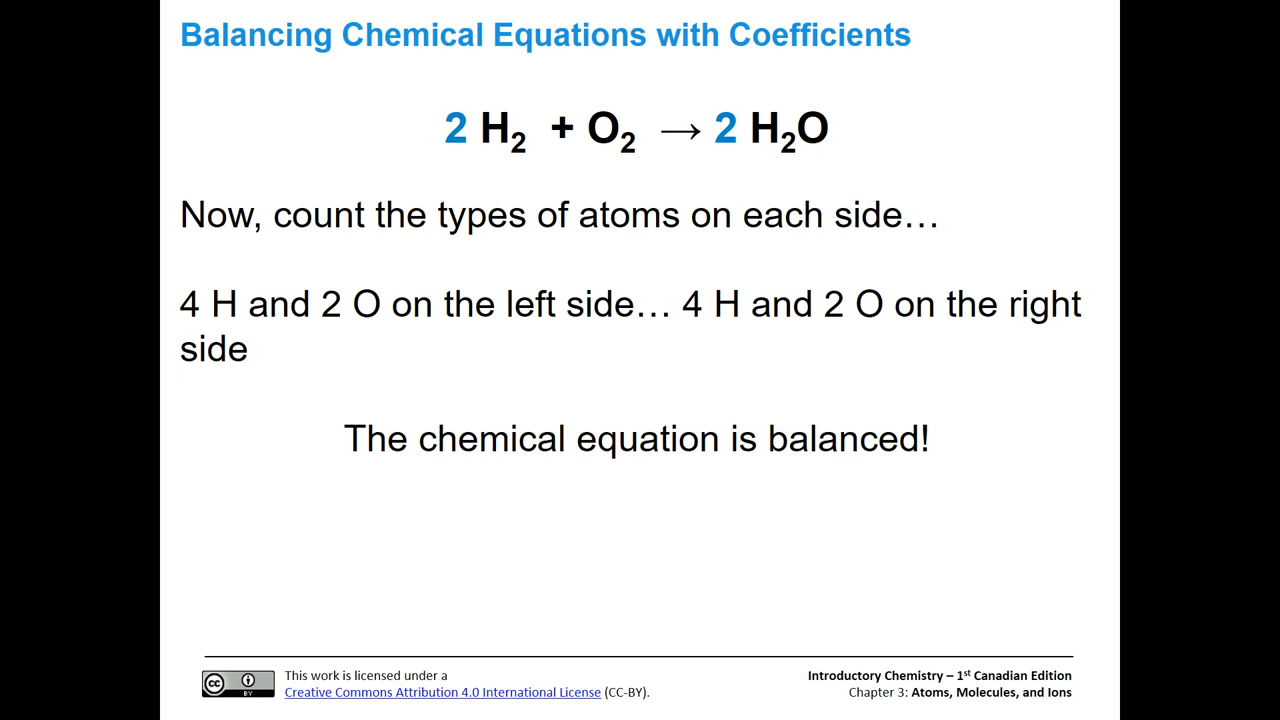 Balancing Chemical Equations with Coefficients
2 H₂ + O₂ → 2 H₂O
Now, count the types of atoms on each side…
4 H and 2 O on the left side… 4 H and 2 O on the right
side
The chemical equation is balanced!
cc BY
This work is licensed under a
Creative Commons Attribution 4.0 International License (CC-BY).
Introductory Chemistry – 1st Canadian Edition
Chapter 3: Atoms, Molecules, and Ions